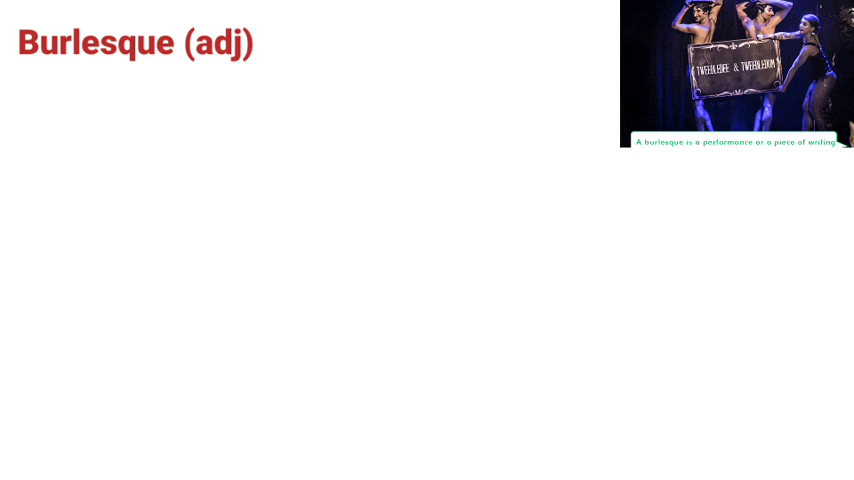 Burlesque (adj)
TWEEDLEDEE & TWEEDLEDUM
A burlesque is a performance or a piece of writing